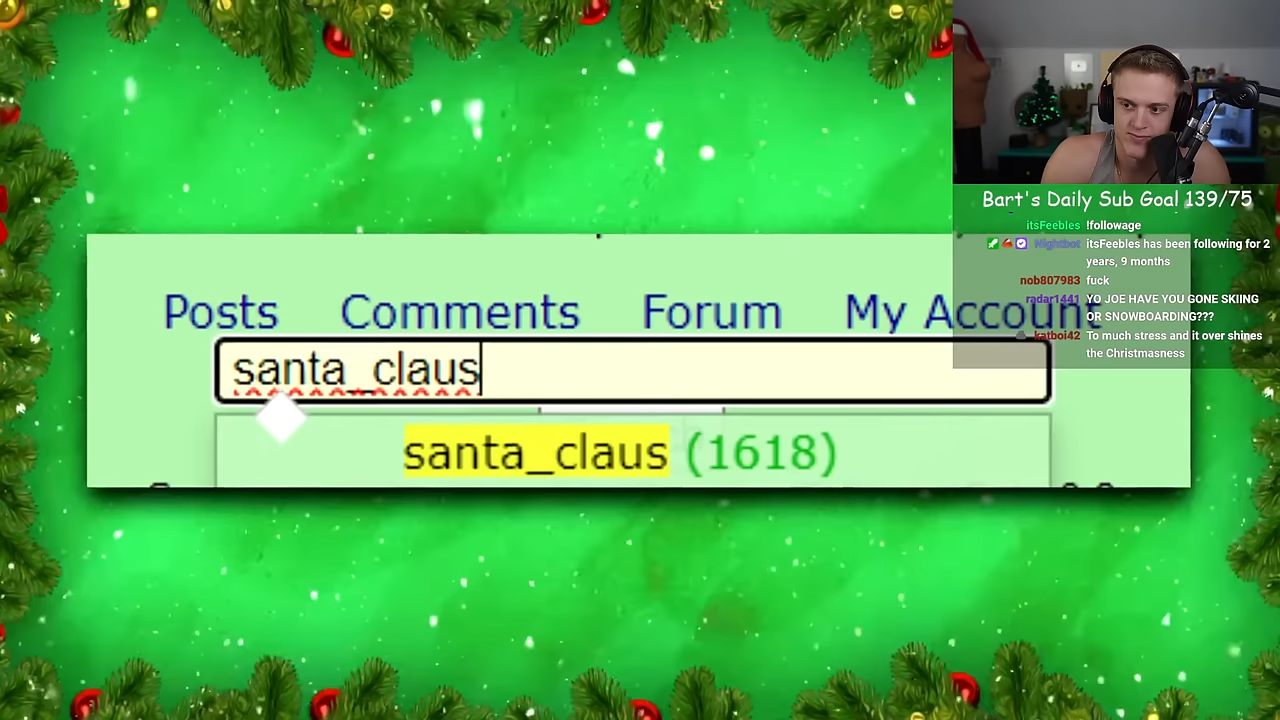 Posts Comments Forum My Account
santa_claus
santa_claus (1618)
Bart's Daily Sub Goal 139/75
itsFeebles !followage
Nightbot itsFeebles has been following for 2
years, 9 months
nob807983 fuck
radar1441 YO JOE HAVE YOU GONE SKIING
OR SNOWBOARDING???
katboi42 To much stress and it over shines
the Christmasness